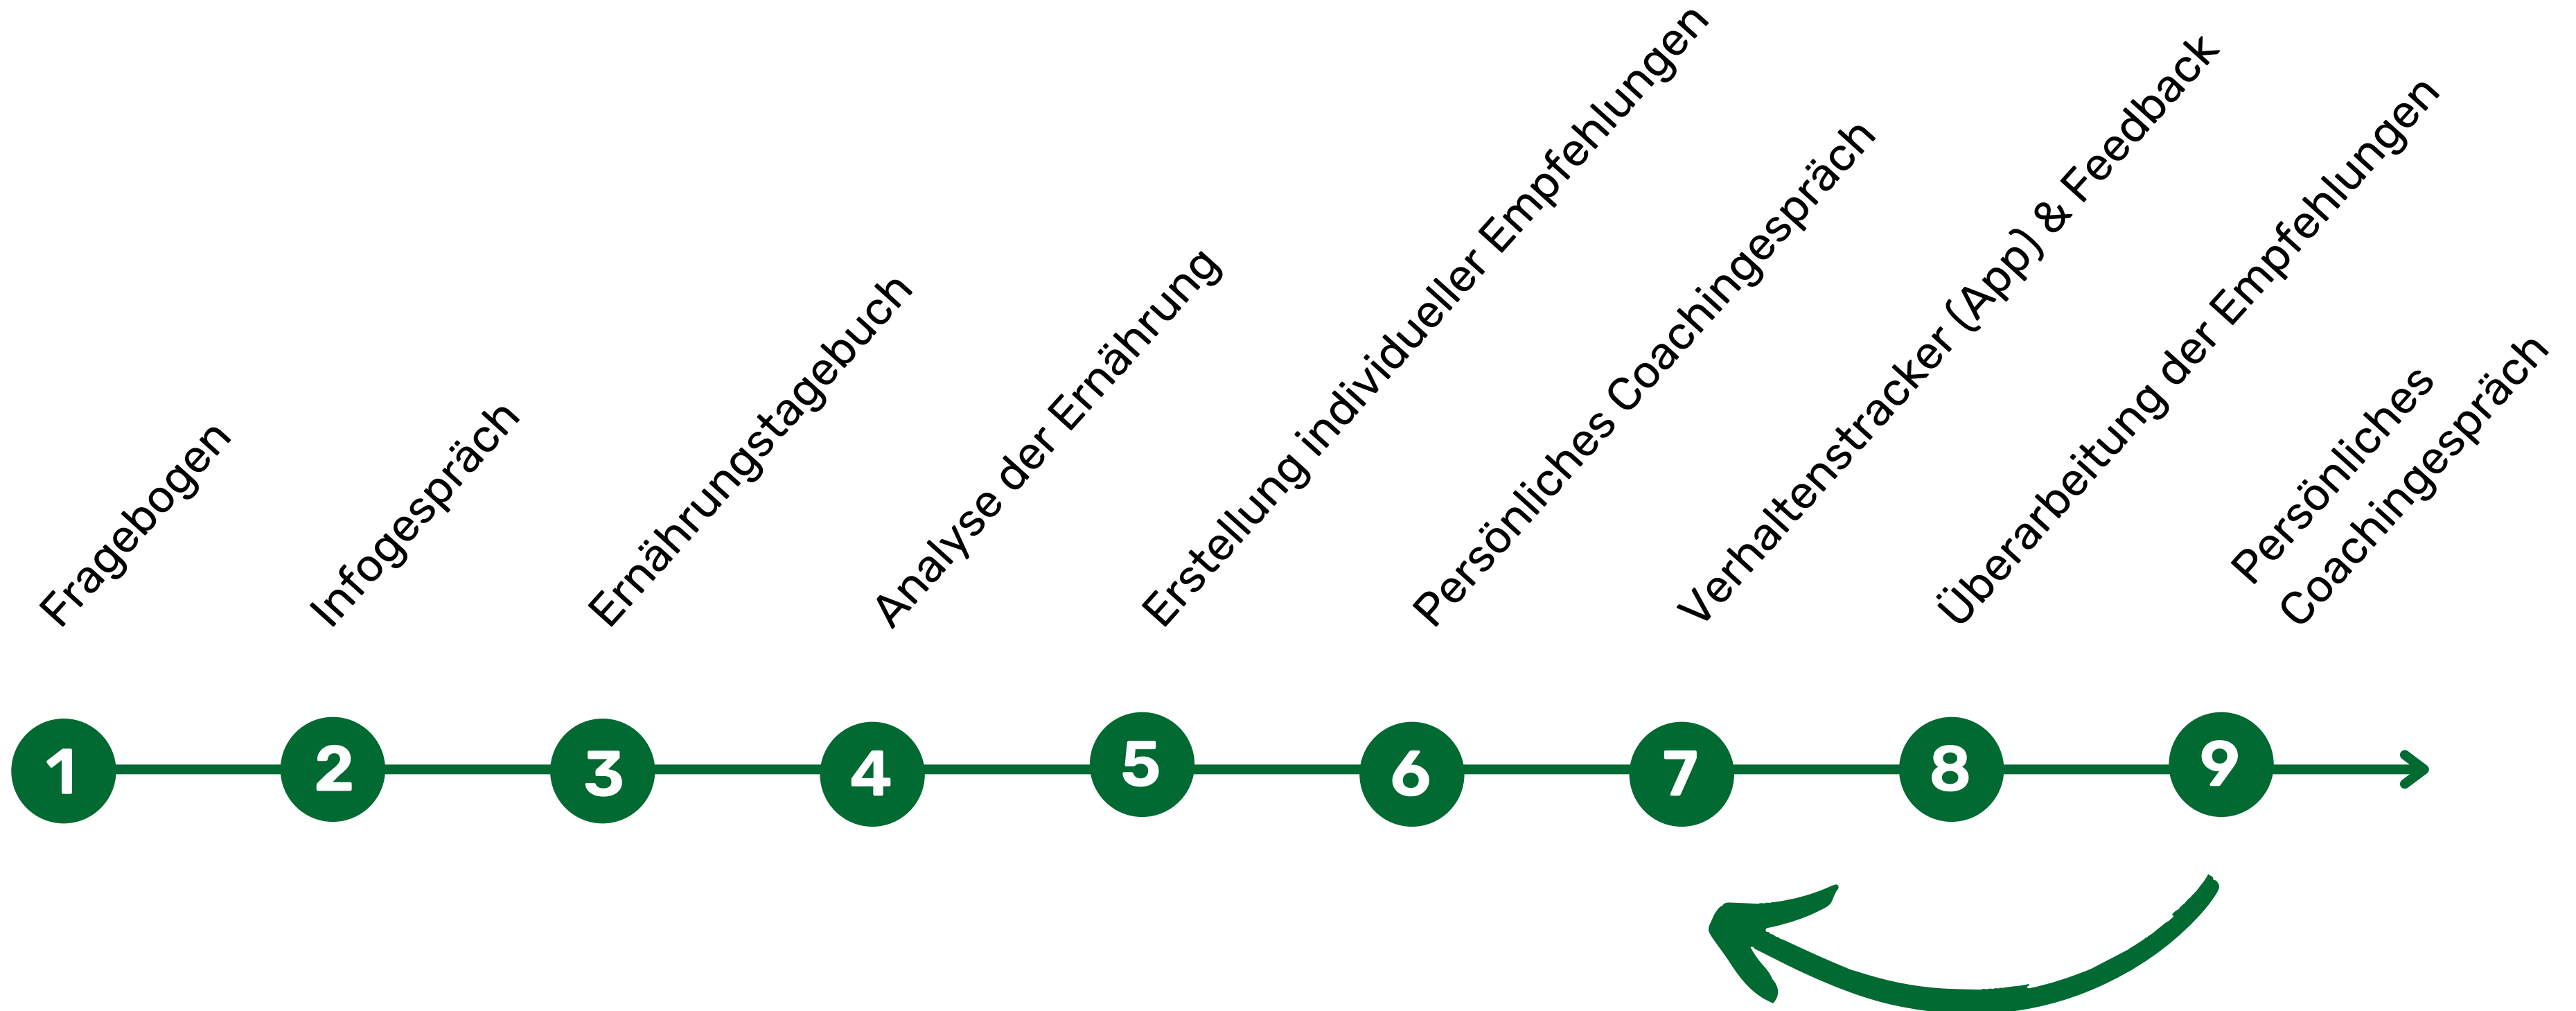 Fragebogen
Infogespräch
Ernährungstagebuch
Analyse der Ernährung
Erstellung individueller Empfehlungen
Persönliches Coachingespräch
Verhaltenstracker (App) & Feedback
Überarbeitung der Empfehlungen
Persönliches
Coachingespräch
1
2
3
4
5
6
7
8
9